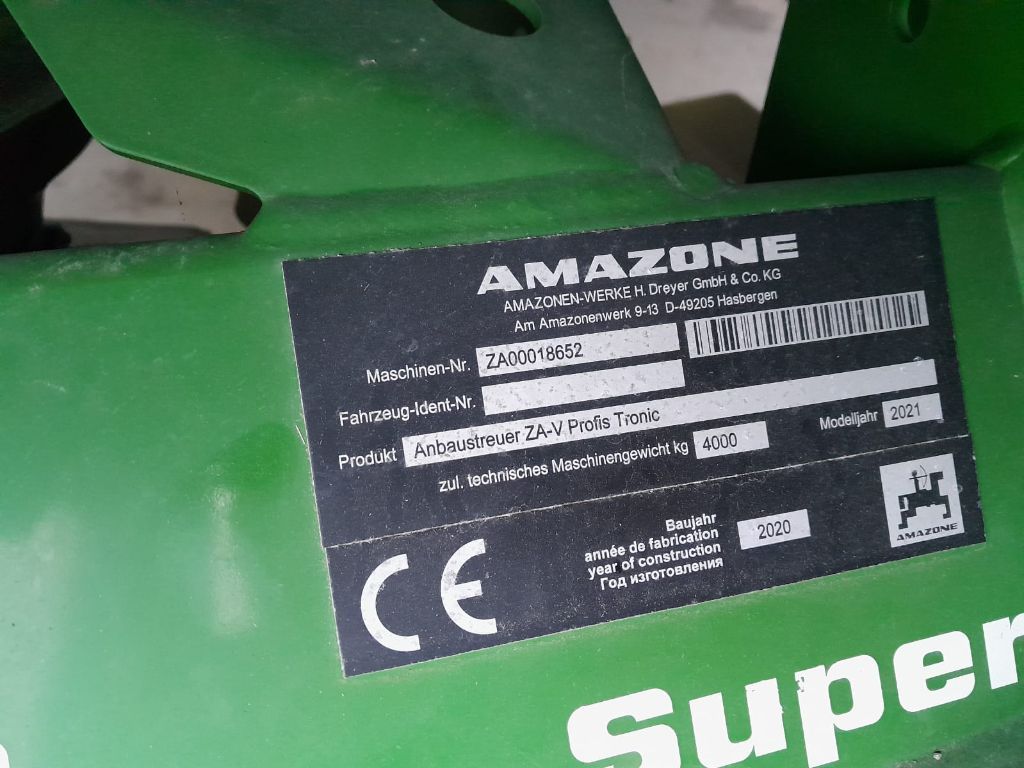 AMAZONE
AMAZONEN-WERKE H. Dreyer GmbH & Co. KG
Am Amazonenwerk 9-13 D-49205 Hasbergen
Maschinen-Nr. ZA00018652
Fahrzeug-Ident-Nr.
Produkt Anbaustreuer ZA-V Profis Tronic
zul. technisches Maschinengewicht kg 4000 Modelljahr 2021
CE
Baujahr
année de fabrication
year of construction 2020
Год изготовления
AMAZONE
Super